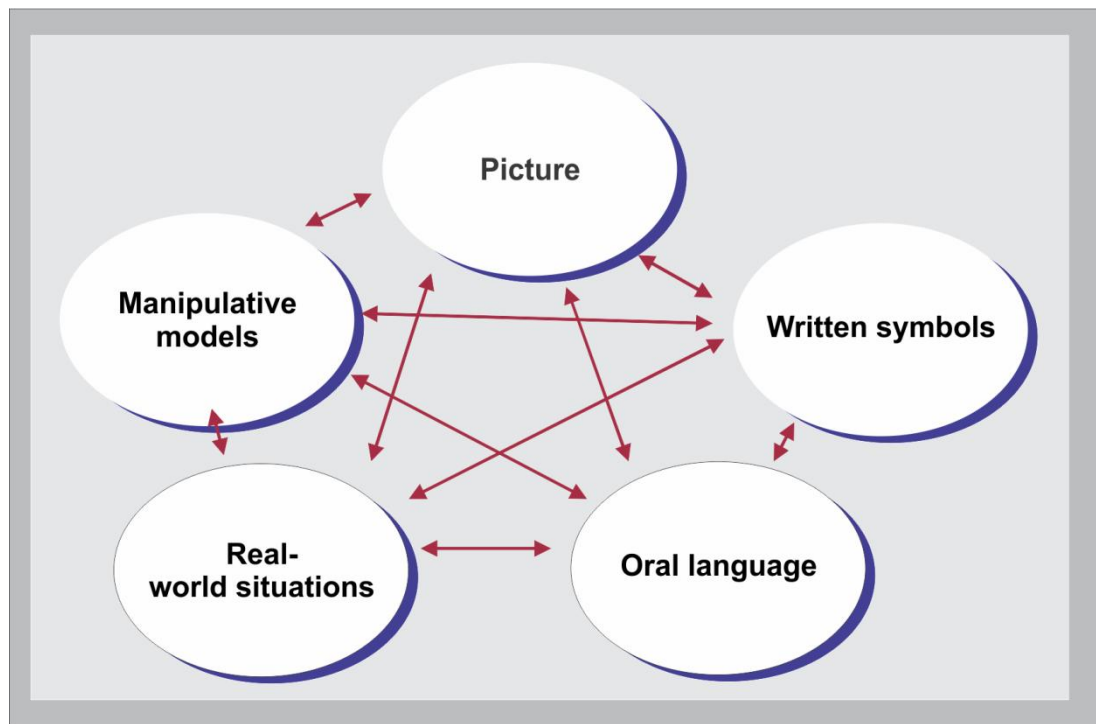 Picture
Manipulative
models
Written symbols
Real-
world situations
Oral language